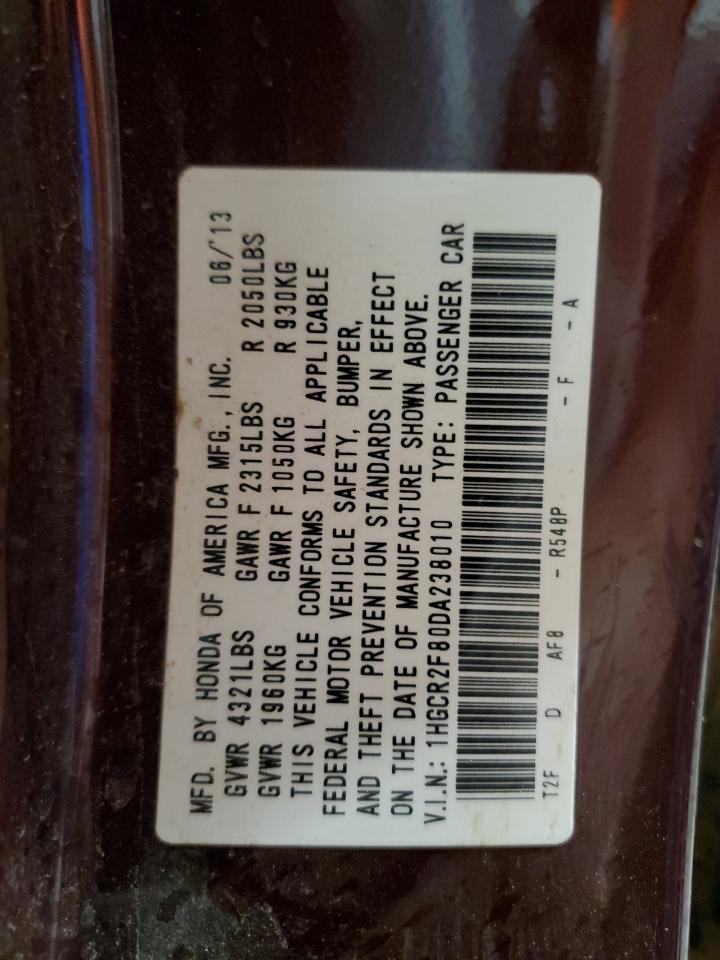 MFD. BY HONDA OF AMERICA MFG., INC. 06/'13
GVWR 4321LBS GAWR F 2315LBS R 2050LBS
GVWR 1960KG GAWR F 1050KG R 930KG
THIS VEHICLE CONFORMS TO ALL APPLICABLE
FEDERAL MOTOR VEHICLE SAFETY, BUMPER,
AND THEFT PREVENTION STANDARDS IN EFFECT
ON THE DATE OF MANUFACTURE SHOWN ABOVE.
V.I.N.: 1HGCR2F80DA238010 TYPE: PASSENGER CAR
T2F D AF8 - R548P - F - A